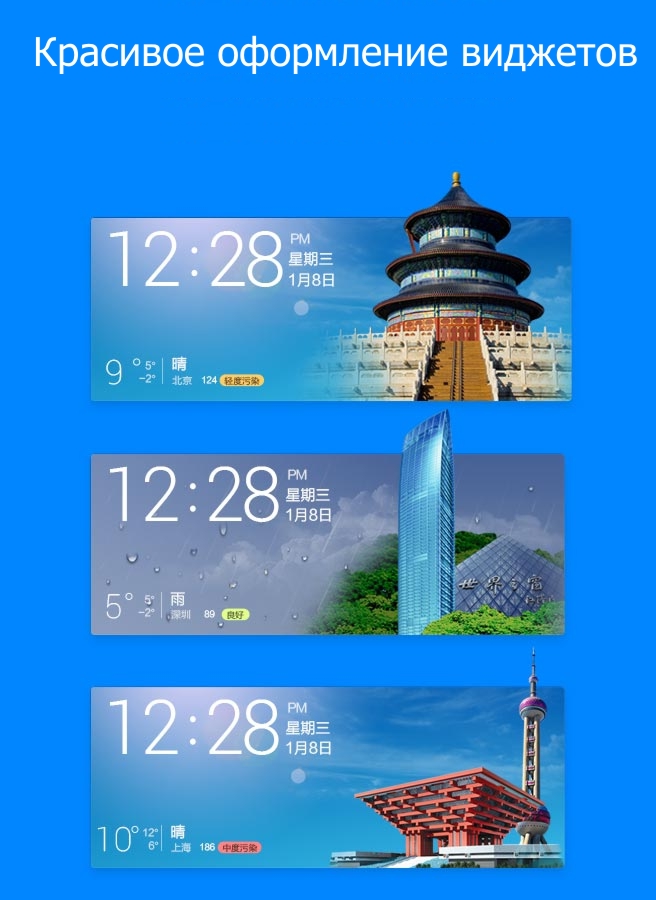 Красивое оформление виджетов
12:28 PM
星期三
1月8日
9° 5° 晴
-2° 北京 124 轻度污染
12:28 PM
星期三
1月8日
世界之窗
5° 5° 雨
-2° 深圳 89 良好
12:28 PM
星期三
1月8日
10° 12° 晴
6° 上海 186 中度污染